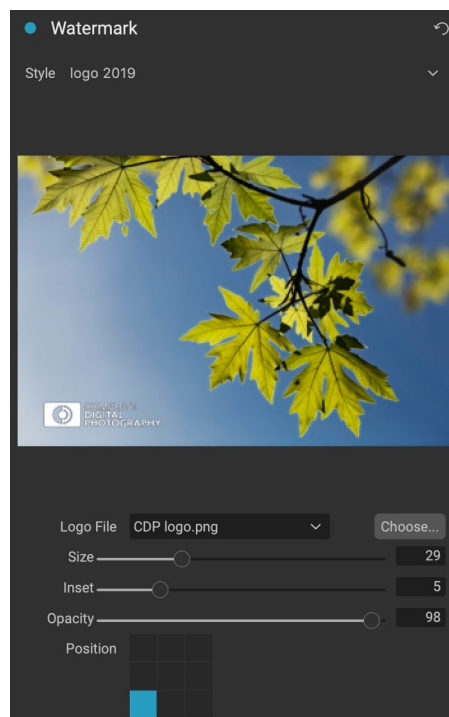 Watermark
Style logo 2019
DIGITAL
PHOTOGRAPHY
Logo File CDP logo.png Choose...
Size 29
Inset 5
Opacity 98
Position